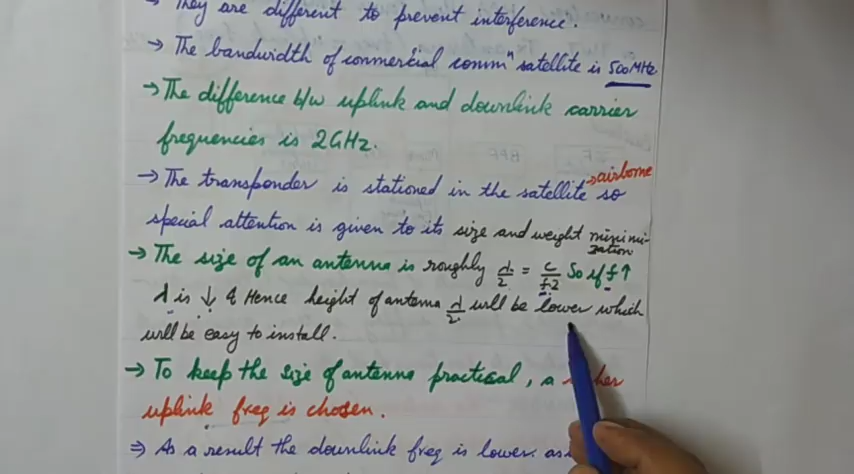 → They are different to prevent interference.
→ The bandwidth of commercial commⁿ satellite is 500MHz
→ The difference b/w uplink and downlink carrier
frequencies is 2GHz.
→ The transponder is stationed in the satellite →airborne so
special attention is given to its size and weight minimization
→ The size of an antenna is roughly λ/2 = c/f·2 So if f↑
λ is ↓ & Hence height of antenna λ/2 will be lower which
will be easy to install.
→ To keep the size of antenna practical, a
uplink freq is chosen.
⇒ As a result the downlink freq is lower.